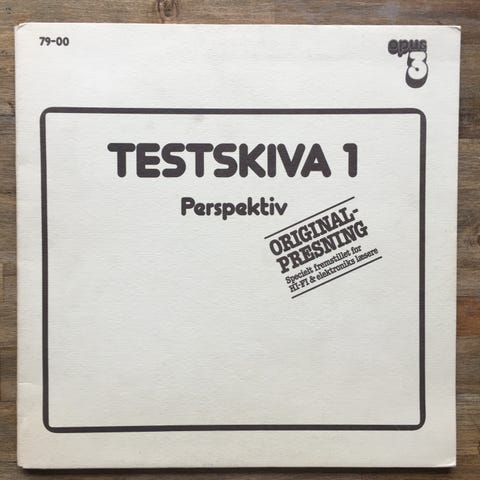 79-00
opus 3
TESTSKIVA 1
Perspektiv
ORIGINAL-
PRESNING
Specielt fremstillet for
HI-FI & elektroniks læsere